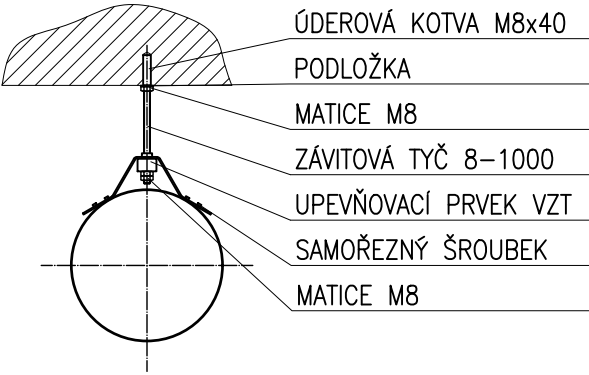 ÚDEROVÁ KOTVA M8x40
PODLOŽKA
MATICE M8
ZÁVITOVÁ TYČ 8-1000
UPEVŇOVACÍ PRVEK VZT
SAMOŘEZNÝ ŠROUBEK
MATICE M8